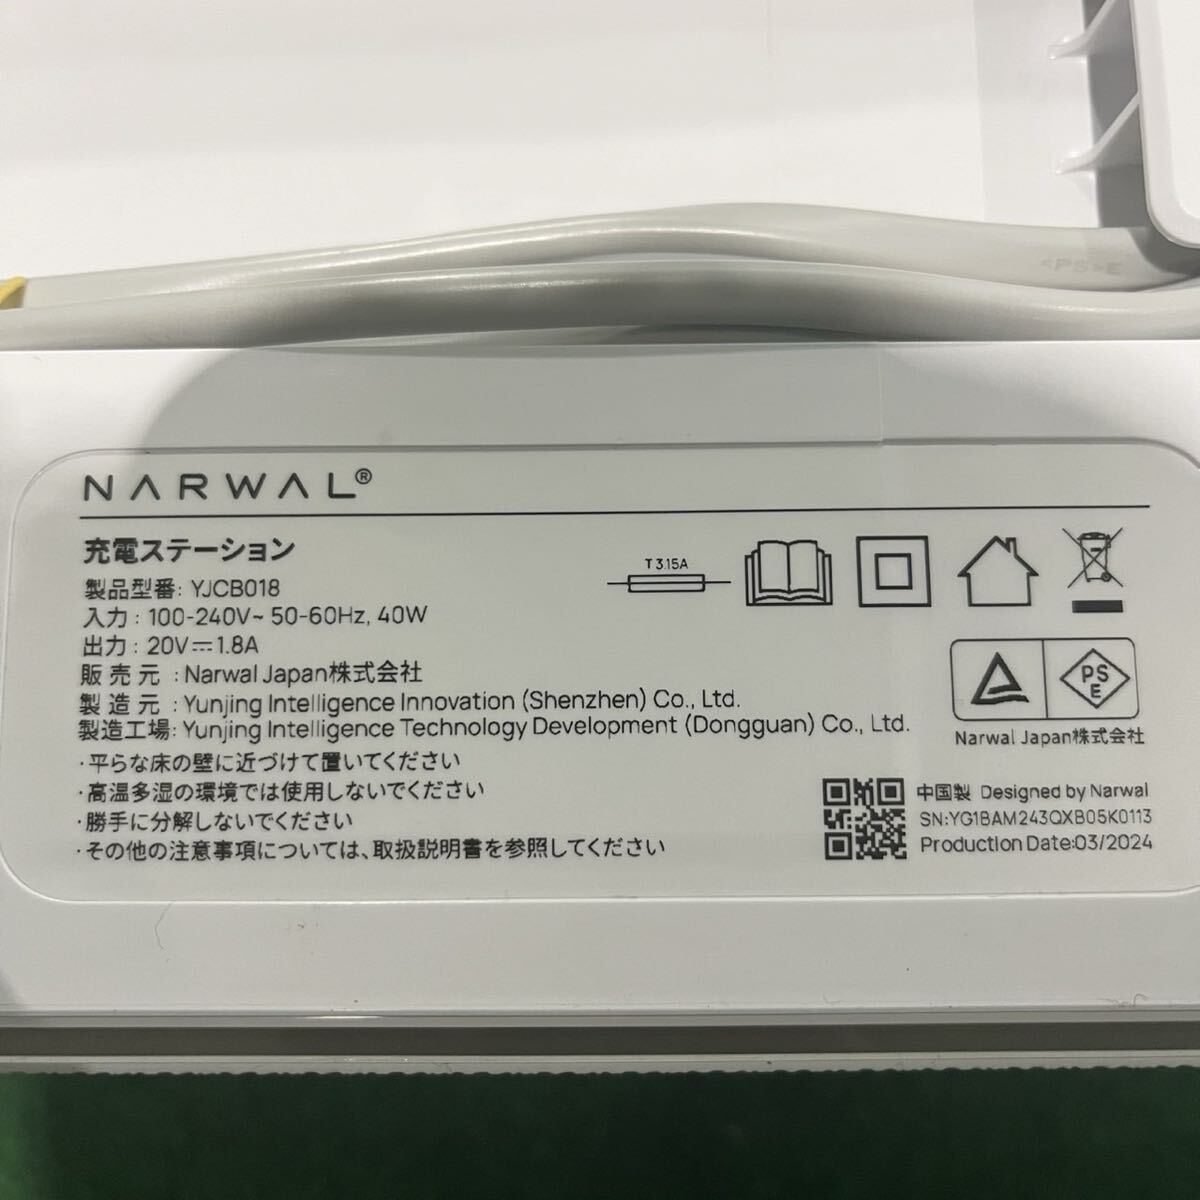 <PS>E
NARWAL®
充電ステーション
製品型番: YJCB018
入力 : 100-240V~ 50-60Hz, 40W
出力 : 20V⎓1.8A
販 売 元 : Narwal Japan株式会社
製 造 元 : Yunjing Intelligence Innovation (Shenzhen) Co., Ltd.
製造工場: Yunjing Intelligence Technology Development (Dongguan) Co., Ltd.
・平らな床の壁に近づけて置いてください
・高温多湿の環境では使用しないでください
・勝手に分解しないでください
・その他の注意事項については、取扱説明書を参照してください
T 3.15A
PS
E
Narwal Japan株式会社
中国製 Designed by Narwal
SN:YG1BAM243QXB05K0113
Production Date:03/2024